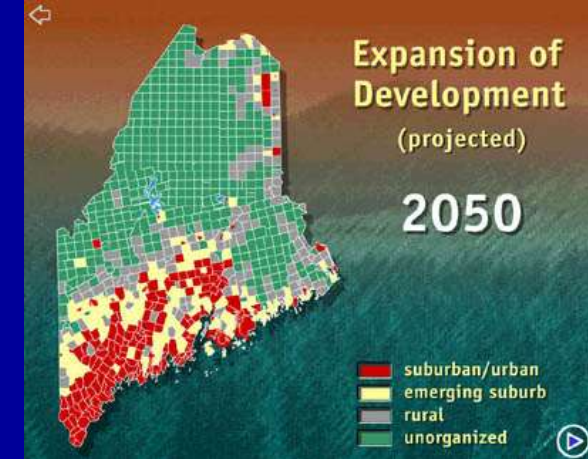 Expansion of
Development
(projected)
2050
suburban/urban
emerging suburb
rural
unorganized